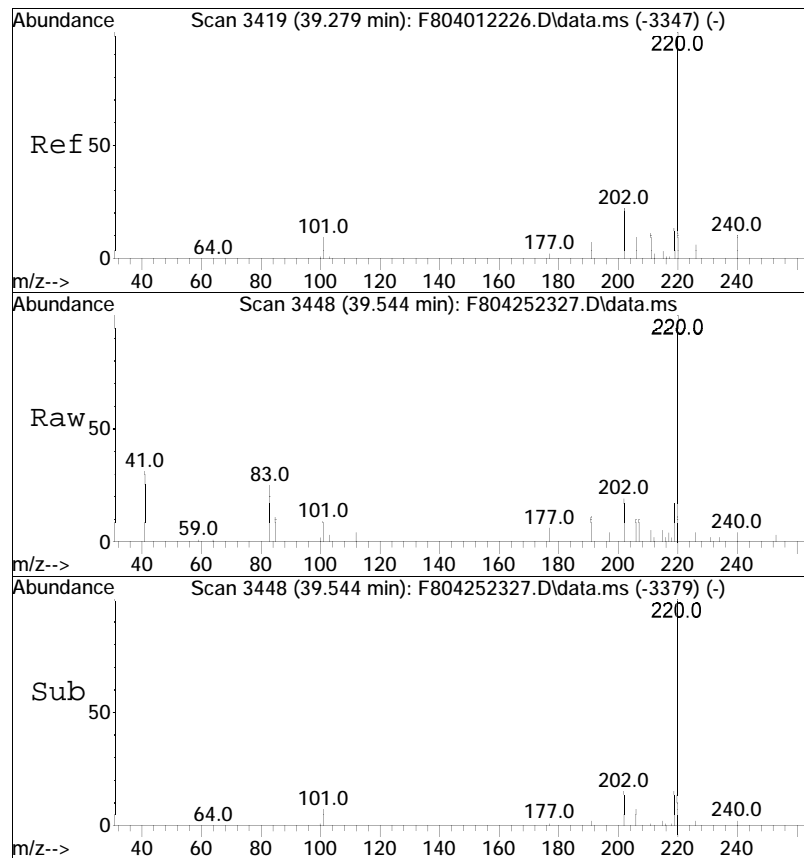 Abundance Scan 3419 (39.279 min): F804012226.D\data.ms (-3347) (-)
220.0
Ref 50
202.0
101.0 240.0
64.0 177.0
0
m/z--> 40 60 80 100 120 140 160 180 200 220 240
Abundance Scan 3448 (39.544 min): F804252327.D\data.ms
220.0
Raw 50
41.0
83.0 202.0
101.0
59.0 177.0 240.0
0
m/z--> 40 60 80 100 120 140 160 180 200 220 240
Abundance Scan 3448 (39.544 min): F804252327.D\data.ms (-3379) (-)
220.0
Sub 50
202.0
101.0
64.0 177.0 240.0
0
m/z--> 40 60 80 100 120 140 160 180 200 220 240